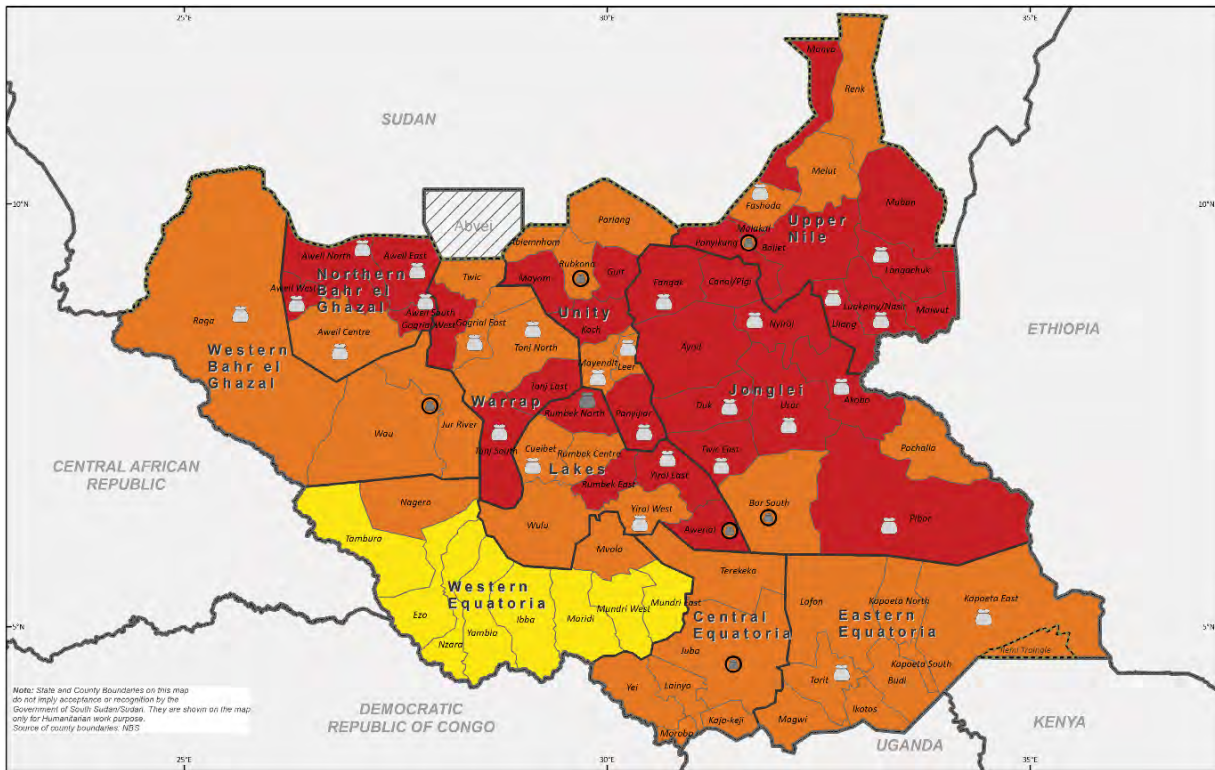 25°E
30°E
35°E
SUDAN
Manyo
Renk
Melut
10°N
10°N
Fashoda
Maban
Upper
Nile
Malakal
Panyikang
Baliet
Abyei
Pariang
Abiemnhom
Rubkona
Guit
Mayom
Twic
Aweil North
Aweil East
Northern
Bahr el
Ghazal
Aweil West
Aweil South
Gogrial West
Gogrial East
Aweil Centre
Raga
Western
Bahr el
Ghazal
Unity
Koch
Tonj North
Mayendit
Leer
Fangak
Canal/Pigi
Nyirol
Ulang
Luakpiny/Nasir
Longochuk
Maiwut
ETHIOPIA
Ayod
Jonglei
Duk
Uror
Akobo
Pochalla
Warrap
Rumbek North
Panyijiar
Tonj South
Jur River
Wau
Cueibet
Rumbek Centre
Lakes
Rumbek East
Yirol East
Twic East
Yirol West
Awerial
Bor South
Pibor
CENTRAL AFRICAN
REPUBLIC
Nagero
Wulu
Mvolo
Tambura
Terekeka
Western
Equatoria
Ezo
Nzara
Yambio
Ibba
Maridi
Mundri West
Mundri East
Central
Equatoria
Juba
Lafon
Kapoeta North
Kapoeta East
Eastern
Equatoria
5°N
5°N
Kapoeta South
Torit
Budi
Yei
Lainya
Ikotos
Magwi
Kajo-keji
Morobo
Note: State and County Boundaries on this map
do not imply acceptance or recognition by the
Government of South Sudan/Sudan. They are shown on the map
only for Humanitarian work purpose.
Source of county boundaries: NBS
DEMOCRATIC
REPUBLIC OF CONGO
UGANDA
KENYA
25°E
30°E
35°E